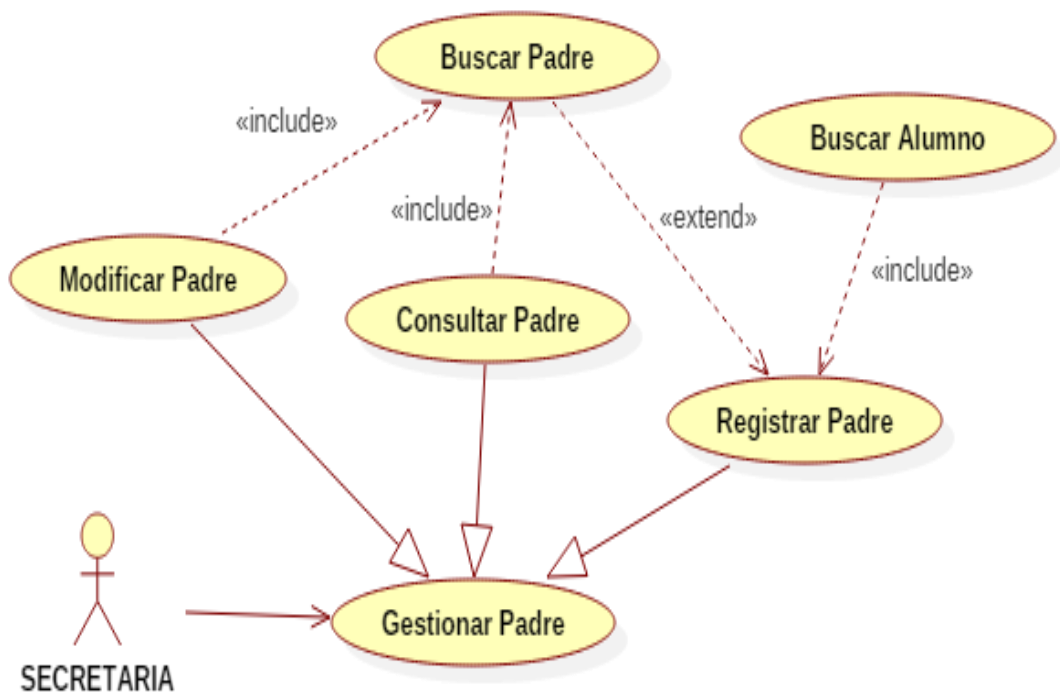 Buscar Padre
«include»
Buscar Alumno
«include»
«extend»
«include»
Modificar Padre
Consultar Padre
Registrar Padre
Gestionar Padre
SECRETARIA